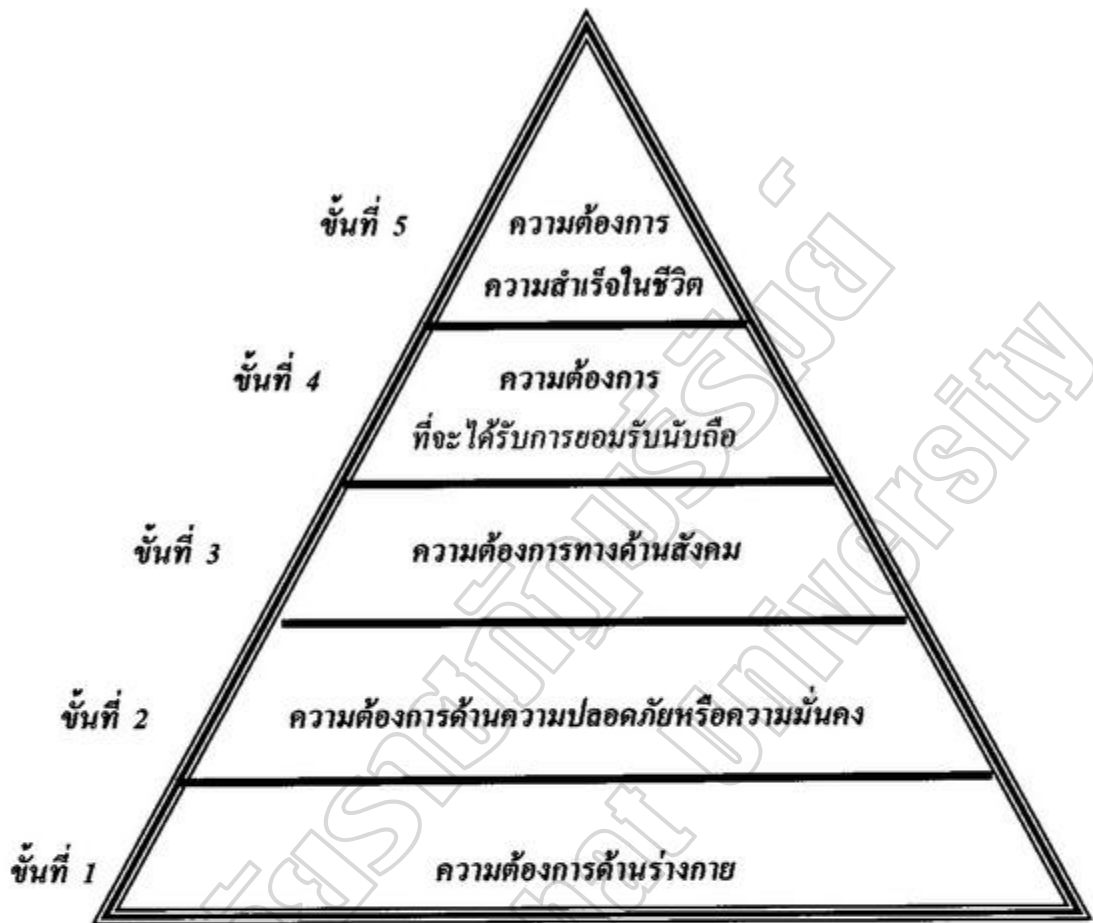 ขั้นที่ 5 ความต้องการ
ความสำเร็จในชีวิต
ขั้นที่ 4 ความต้องการ
ที่จะได้รับการยอมรับนับถือ
ขั้นที่ 3 ความต้องการทางด้านสังคม
ขั้นที่ 2 ความต้องการด้านความปลอดภัยหรือความมั่นคง
ขั้นที่ 1 ความต้องการด้านร่างกาย
University